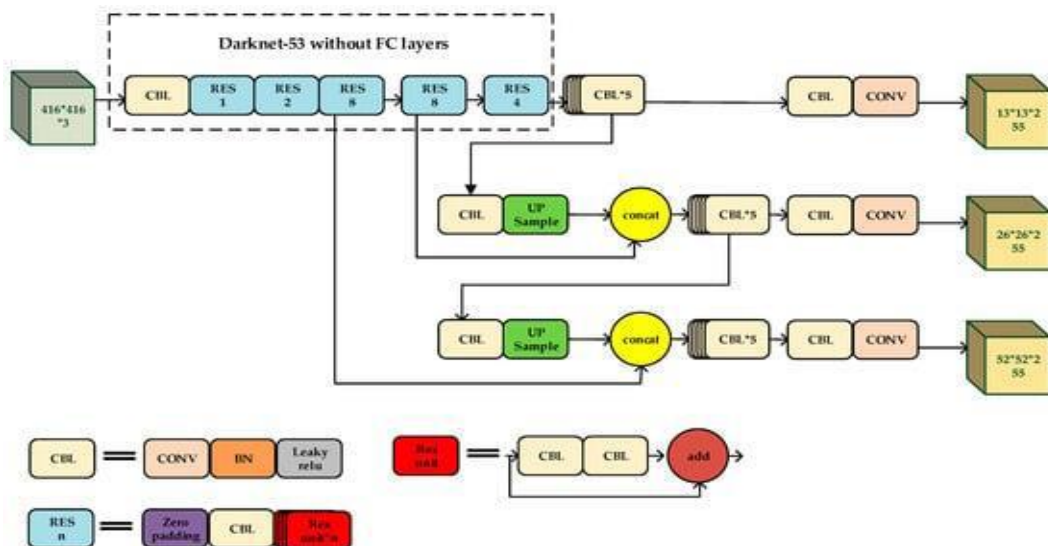 Darknet-53 without FC layers
416*416
*3
CBL
RES
1
RES
2
RES
8
RES
8
RES
4
CBL*5
CBL
CONV
13*13*2
55
CBL
UP
Sample
concat
CBL*5
CBL
CONV
26*26*2
55
CBL
UP
Sample
concat
CBL*5
CBL
CONV
52*52*2
55
CBL
CONV
BN
Leaky
relu
Res
unit
CBL
CBL
add
RES
n
Zero
padding
CBL
Res
unit*n